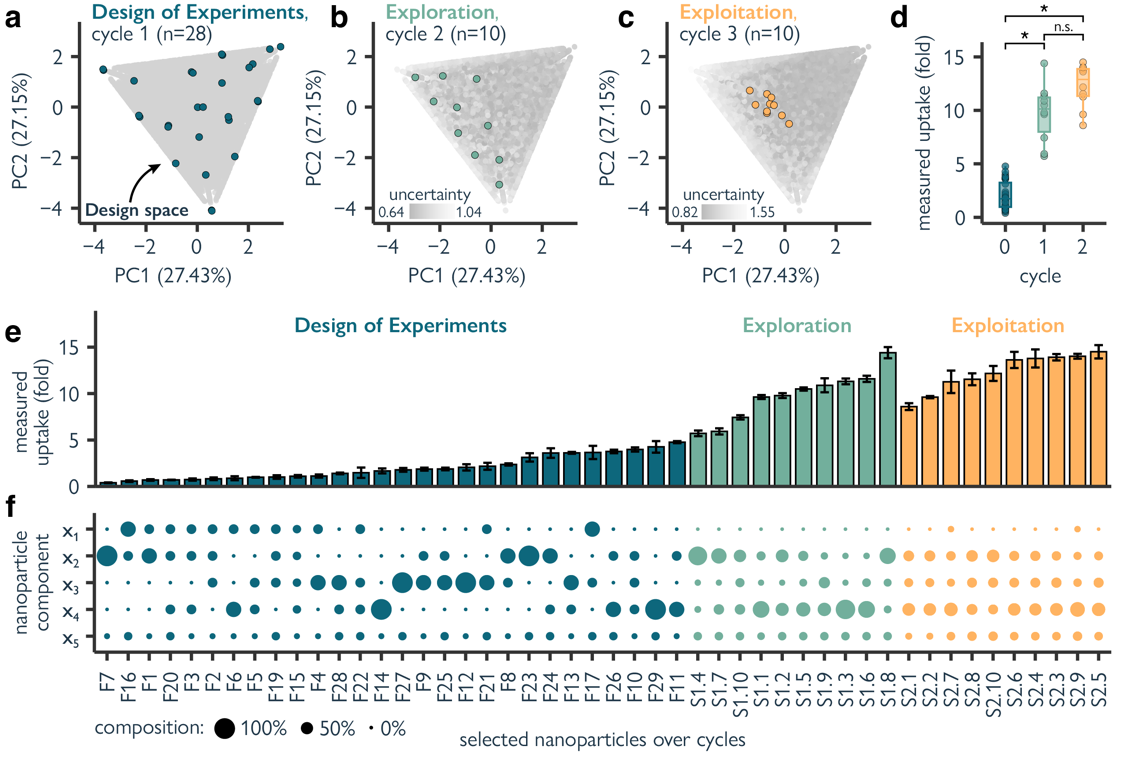 a
Design of Experiments,
cycle 1 (n=28)
2
0
−2
−4
−4 −2 0 2
PC2 (27.15%)
PC1 (27.43%)
Design space
b
Exploration,
cycle 2 (n=10)
2
0
−2
−4
−4 −2 0 2
PC2 (27.15%)
PC1 (27.43%)
uncertainty
0.64 1.04
c
Exploitation,
cycle 3 (n=10)
2
0
−2
−4
−4 −2 0 2
PC2 (27.15%)
PC1 (27.43%)
uncertainty
0.82 1.55
d
*
* n.s.
15
10
5
0
0 1 2
measured uptake (fold)
cycle
e
Design of Experiments Exploration Exploitation
15
10
5
0
measured
uptake (fold)
f
nanoparticle
component
x1
x2
x3
x4
x5
F7 F16 F1 F20 F3 F2 F6 F5 F19 F15 F4 F28 F22 F14 F27 F9 F25 F12 F21 F8 F23 F24 F13 F17 F26 F10 F29 F11 S1.4 S1.7 S1.10 S1.1 S1.2 S1.5 S1.9 S1.3 S1.6 S1.8 S2.1 S2.2 S2.7 S2.8 S2.10 S2.6 S2.4 S2.3 S2.9 S2.5
composition: 100% 50% 0%
selected nanoparticles over cycles